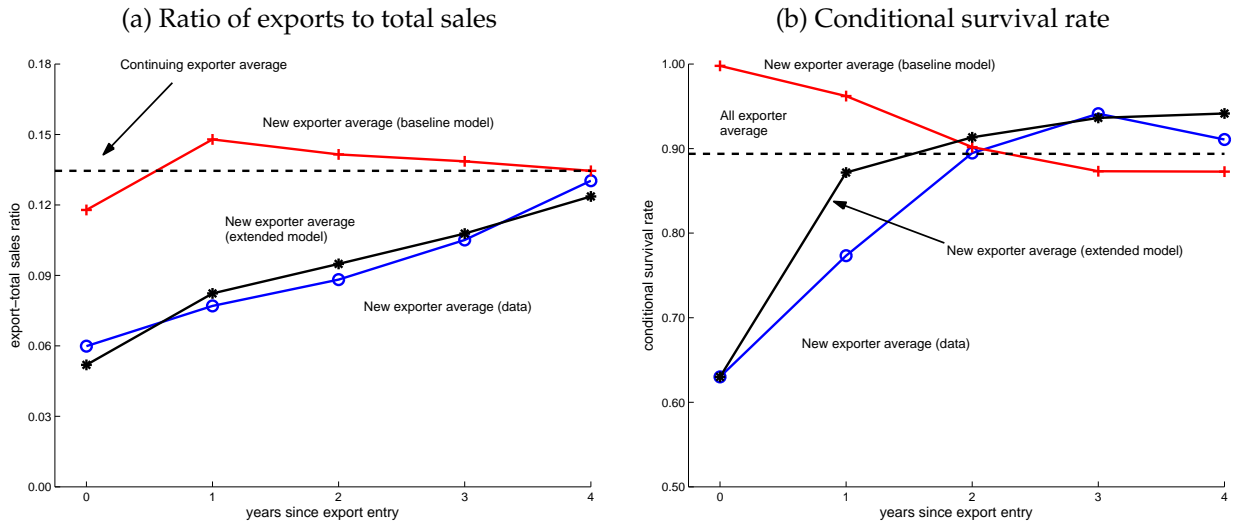 (a) Ratio of exports to total sales
0.18
0.15
0.12
0.09
0.06
0.03
0.00
export−total sales ratio
Continuing exporter average
New exporter average (baseline model)
New exporter average
(extended model)
New exporter average (data)
0
1
2
3
4
years since export entry
(b) Conditional survival rate
1.00
0.90
0.80
0.70
0.60
0.50
conditional survival rate
New exporter average (baseline model)
All exporter
average
New exporter average (extended model)
New exporter average (data)
0
1
2
3
4
years since export entry